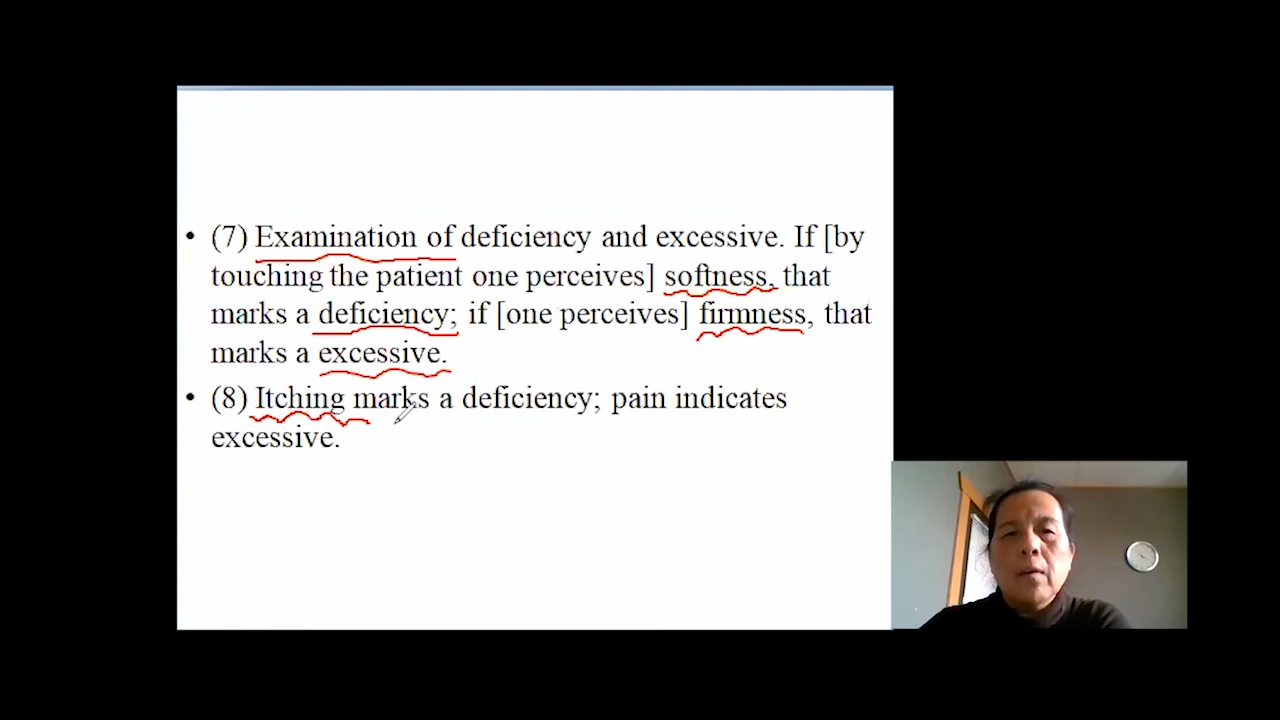 • (7) Examination of deficiency and excessive. If [by
touching the patient one perceives] softness, that
marks a deficiency; if [one perceives] firmness, that
marks a excessive.
• (8) Itching marks a deficiency; pain indicates
excessive.